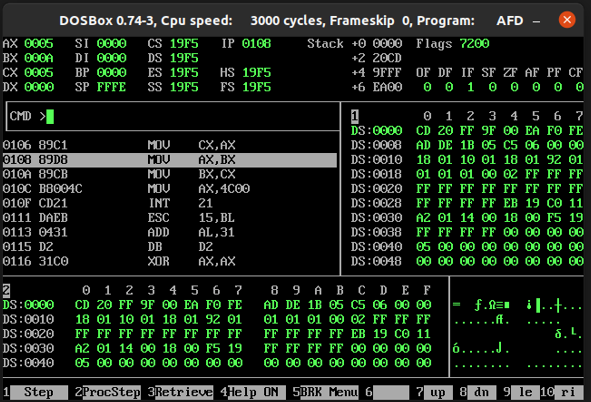 DOSBox 0.74-3, Cpu speed: 3000 cycles, Frameskip 0, Program: AFD
AX 0005 SI 0000 CS 19F5 IP 0108 Stack +0 0000 Flags 7200
BX 000A DI 0000 DS 19F5 +2 20CD
CX 0005 BP 0000 ES 19F5 HS 19F5 +4 9FFF OF DF IF SF ZF AF PF CF
DX 0000 SP FFFE SS 19F5 FS 19F5 +6 EA00 0 0 1 0 0 0 0 0
CMD >
0106 89C1 MOV CX,AX
0108 89D8 MOV AX,BX
010A 89CB MOV BX,CX
010C B8004C MOV AX,4C00
010F CD21 INT 21
0111 DAEB ESC 15,BL
0113 0431 ADD AL,31
0115 D2 DB D2
0116 31C0 XOR AX,AX
1 0 1 2 3 4 5 6 7
DS:0000 CD 20 FF 9F 00 EA F0 FE
DS:0008 AD DE 1B 05 C5 06 00 00
DS:0010 18 01 10 01 18 01 92 01
DS:0018 01 01 01 00 02 FF FF FF
DS:0020 FF FF FF FF FF FF FF FF
DS:0028 FF FF FF FF EB 19 C0 11
DS:0030 A2 01 14 00 18 00 F5 19
DS:0038 FF FF FF FF 00 00 00 00
DS:0040 05 00 00 00 00 00 00 00
DS:0048 00 00 00 00 00 00 00 00
2 0 1 2 3 4 5 6 7 8 9 A B C D E F
DS:0000 CD 20 FF 9F 00 EA F0 FE AD DE 1B 05 C5 06 00 00
DS:0010 18 01 10 01 18 01 92 01 01 01 01 00 02 FF FF FF
DS:0020 FF FF FF FF FF FF FF FF FF FF FF FF EB 19 C0 11
DS:0030 A2 01 14 00 18 00 F5 19 FF FF FF FF 00 00 00 00
DS:0040 05 00 00 00 00 00 00 00 00 00 00 00 00 00 00 00
1 Step 2 ProcStep 3 Retrieve 4 Help ON 5 BRK Menu 6 7 up 8 dn 9 le 10 ri